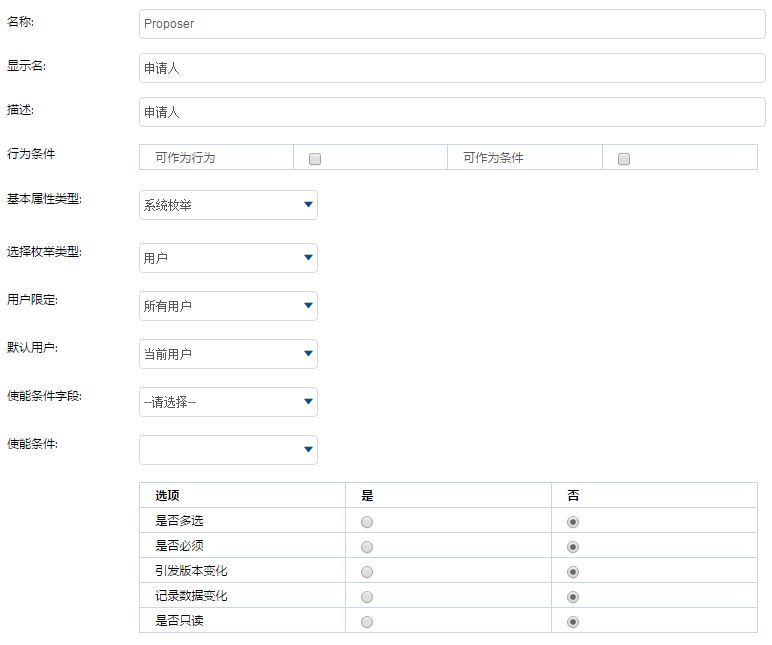 名称: Proposer
显示名: 申请人
描述: 申请人
行为条件 可作为行为 可作为条件
基本属性类型: 系统枚举
选择枚举类型: 用户
用户限定: 所有用户
默认用户: 当前用户
使能条件字段: --请选择--
使能条件:
选项 是 否
是否多选
是否必须
引发版本变化
记录数据变化
是否只读